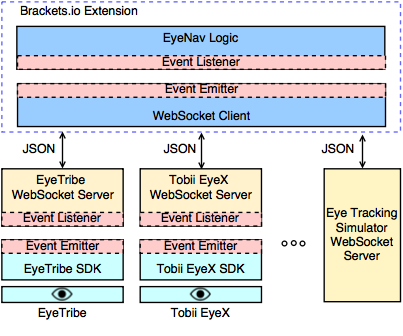 Brackets.io Extension
EyeNav Logic
Event Listener
Event Emitter
WebSocket Client
JSON
JSON
JSON
EyeTribe
WebSocket Server
Event Listener
Event Emitter
EyeTribe SDK
EyeTribe
Tobii EyeX
WebSocket Server
Event Listener
Event Emitter
Tobii EyeX SDK
Tobii EyeX
Eye Tracking
Simulator
WebSocket
Server